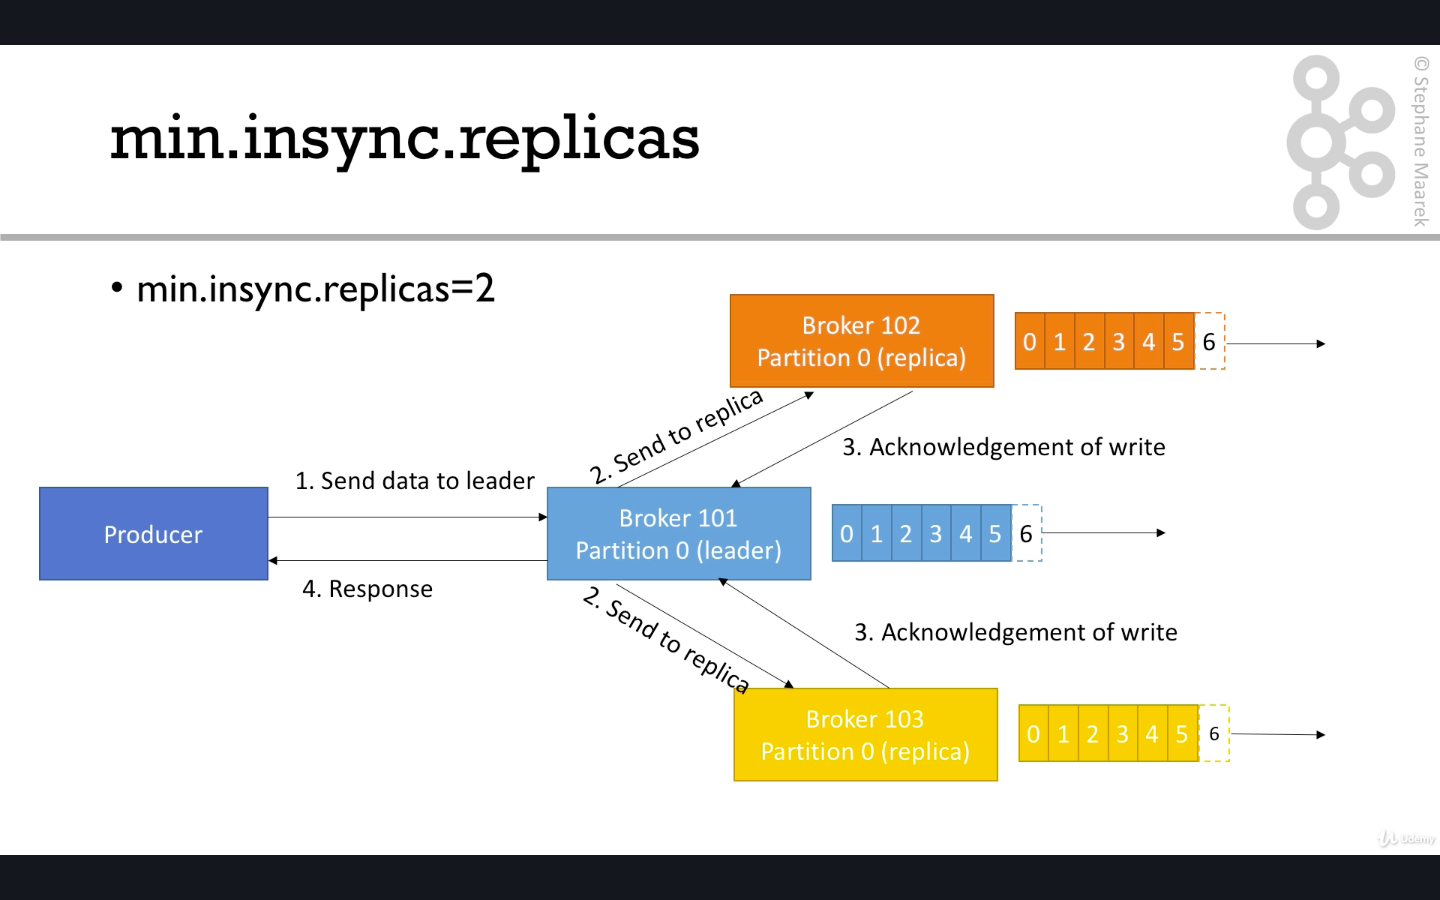 © Stephane Maarek
min.insync.replicas
• min.insync.replicas=2
Broker 102
Partition 0 (replica)
0 1 2 3 4 5 6
2. Send to replica
3. Acknowledgement of write
1. Send data to leader
Producer
Broker 101
Partition 0 (leader)
0 1 2 3 4 5 6
4. Response
2. Send to replica
3. Acknowledgement of write
Broker 103
Partition 0 (replica)
0 1 2 3 4 5 6
Udemy